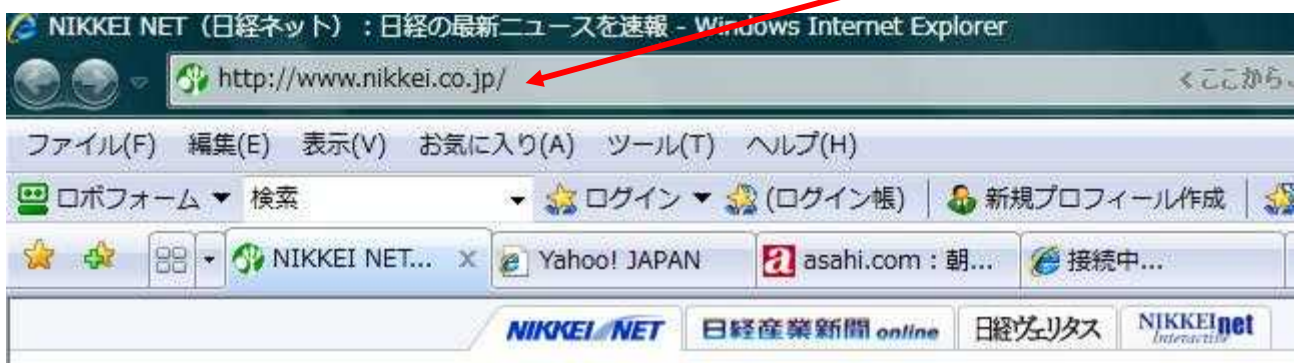 NIKKEI NET（日経ネット）：日経の最新ニュースを速報 - Windows Internet Explorer
http://www.nikkei.co.jp/ くここから、
ファイル(F) 編集(E) 表示(V) お気に入り(A) ツール(T) ヘルプ(H)
ロボフォーム 検索 ログイン (ログイン帳) 新規プロフィール作成
NIKKEI NET... x Yahoo! JAPAN a asahi.com：朝... 接続中...
NIKKEI NET 日経産業新聞 online 日経ヴェリタス NIKKEI net Interactive